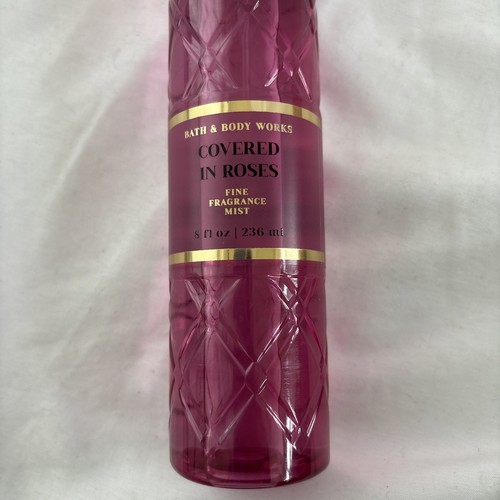 BATH & BODY WORKS
COVERED
IN ROSES
FINE
FRAGRANCE
MIST
8 fl oz | 236 ml